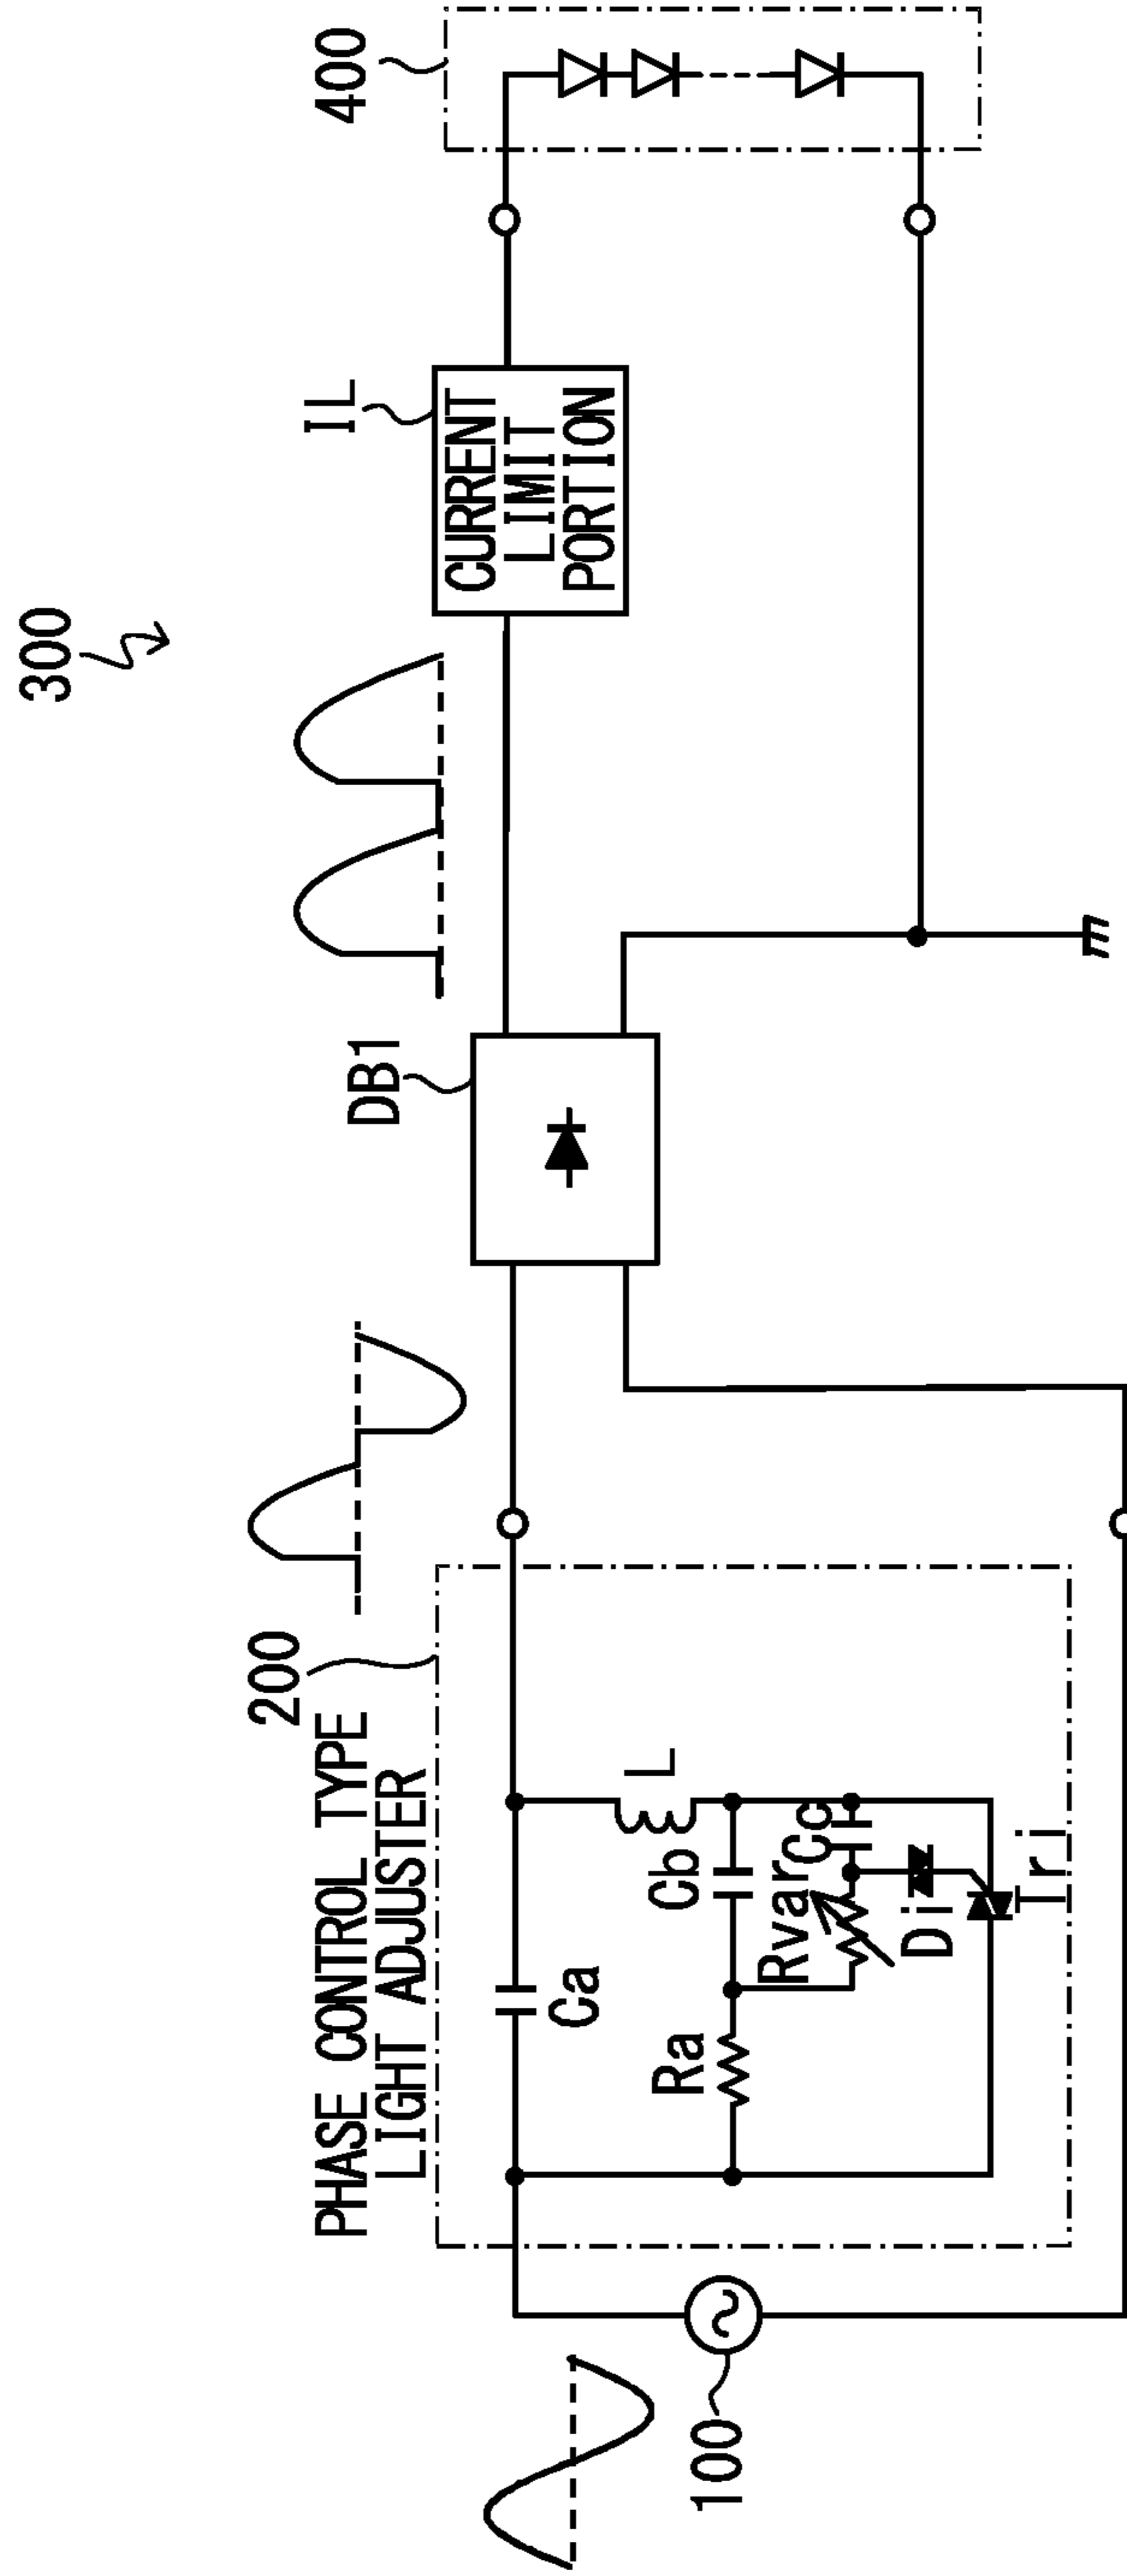 300
400
IL
CURRENT
LIMIT
PORTION
DB1
200
PHASE CONTROL TYPE
LIGHT ADJUSTER
Ca
L
Cb
Ra
Rvar
Cc
Di
Tri
100